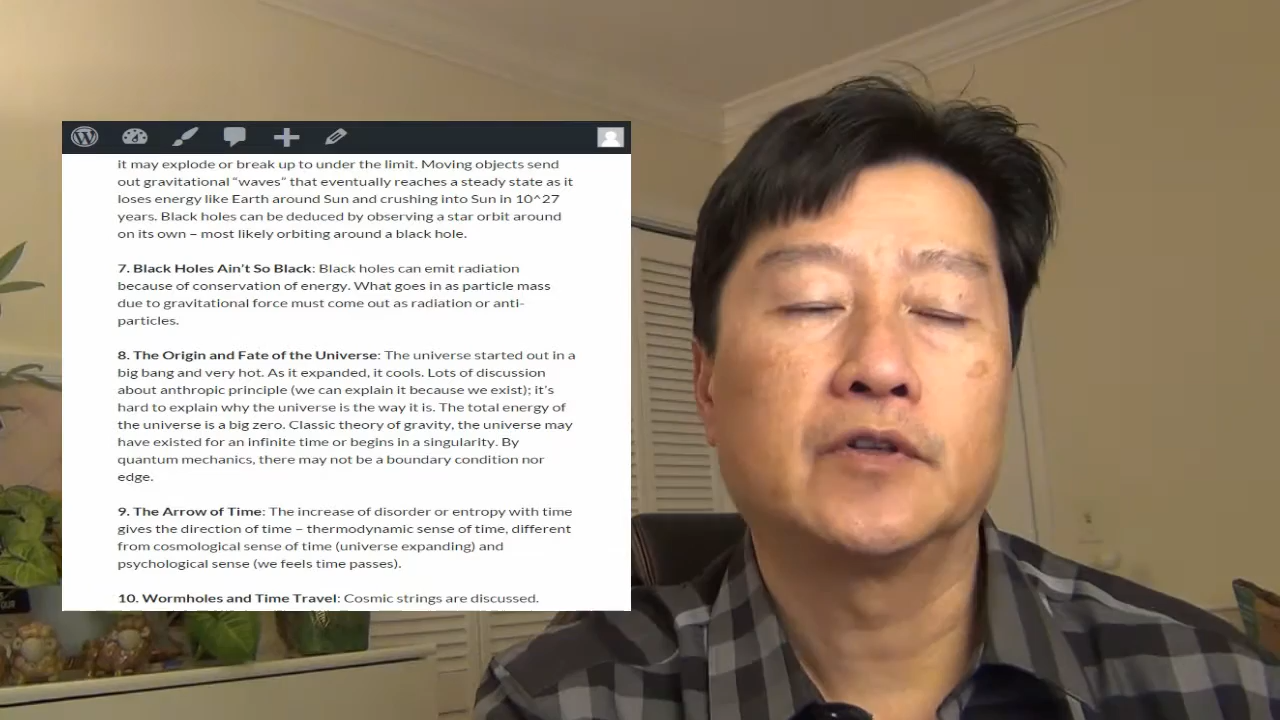 it may explode or break up to under the limit. Moving objects send
out gravitational “waves” that eventually reaches a steady state as it
loses energy like Earth around Sun and crushing into Sun in 10^27
years. Black holes can be deduced by observing a star orbit around
on its own – most likely orbiting around a black hole.
7. Black Holes Ain’t So Black: Black holes can emit radiation
because of conservation of energy. What goes in as particle mass
due to gravitational force must come out as radiation or anti-
particles.
8. The Origin and Fate of the Universe: The universe started out in a
big bang and very hot. As it expanded, it cools. Lots of discussion
about anthropic principle (we can explain it because we exist); it’s
hard to explain why the universe is the way it is. The total energy of
the universe is a big zero. Classic theory of gravity, the universe may
have existed for an infinite time or begins in a singularity. By
quantum mechanics, there may not be a boundary condition nor
edge.
9. The Arrow of Time: The increase of disorder or entropy with time
gives the direction of time – thermodynamic sense of time, different
from cosmological sense of time (universe expanding) and
psychological sense (we feels time passes).
10. Wormholes and Time Travel: Cosmic strings are discussed.